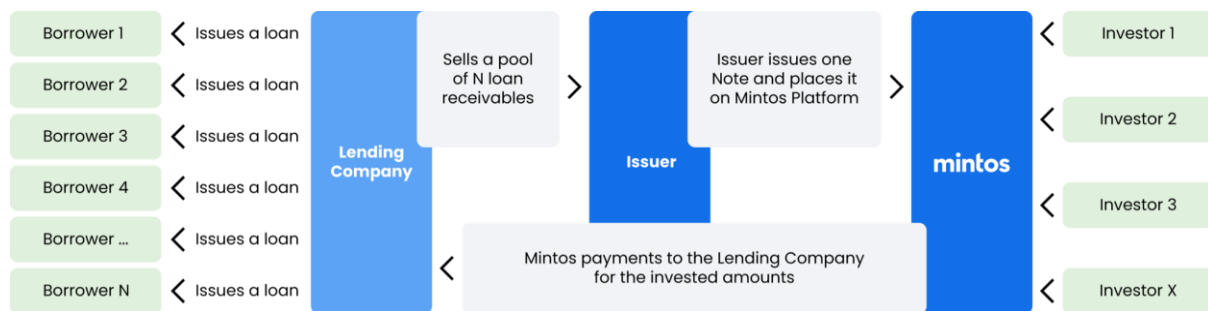 Borrower 1
Issues a loan
Borrower 2
Issues a loan
Borrower 3
Issues a loan
Borrower 4
Issues a loan
Borrower ...
Issues a loan
Borrower N
Issues a loan
Lending
Company
Sells a pool
of N loan
receivables
Issuer
Issuer issues one
Note and places it
on Mintos Platform
mintos
Mintos payments to the Lending Company
for the invested amounts
Investor 1
Investor 2
Investor 3
Investor X